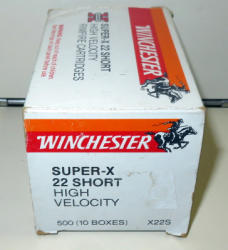 SUPER-X 22 SHORT
HIGH VELOCITY
RIMFIRE CARTRIDGES
WINCHESTER
WINCHESTER
SUPER-X
22 SHORT
HIGH
VELOCITY
500 (10 BOXES) X22S